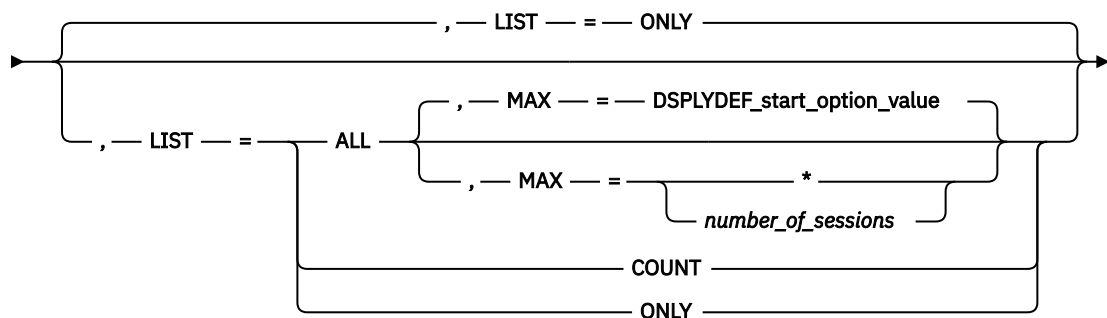 , LIST = ONLY
, MAX = DSPLYDEF_start_option_value
, LIST = ALL
, MAX = *
number_of_sessions
COUNT
ONLY